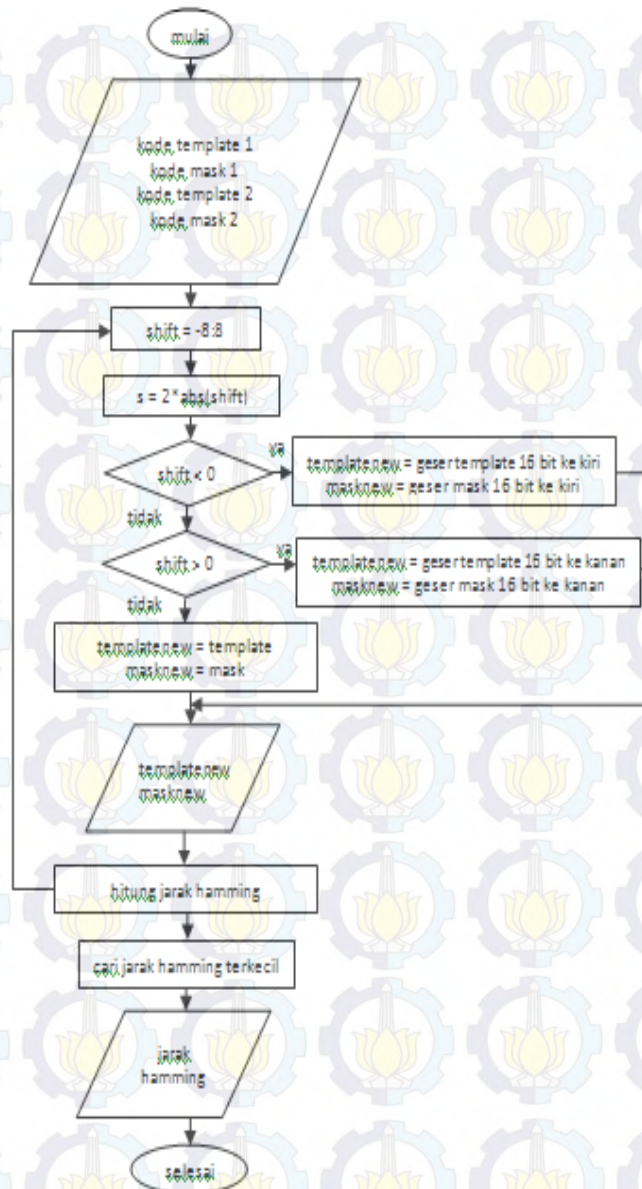 mulai
kode template 1
kode mask 1
kode template 2
kode mask 2
shift = -8:8
s = 2*abs(shift)
shift < 0
ya
templatenew = geser template 16 bit ke kiri
masknew = geser mask 16 bit ke kiri
tidak
shift > 0
ya
templatenew = geser template 16 bit ke kanan
masknew = geser mask 16 bit ke kanan
tidak
templatenew = template
masknew = mask
templatenew
masknew
hitung jarak hamming
cari jarak hamming terkecil
jarak
hamming
selesai